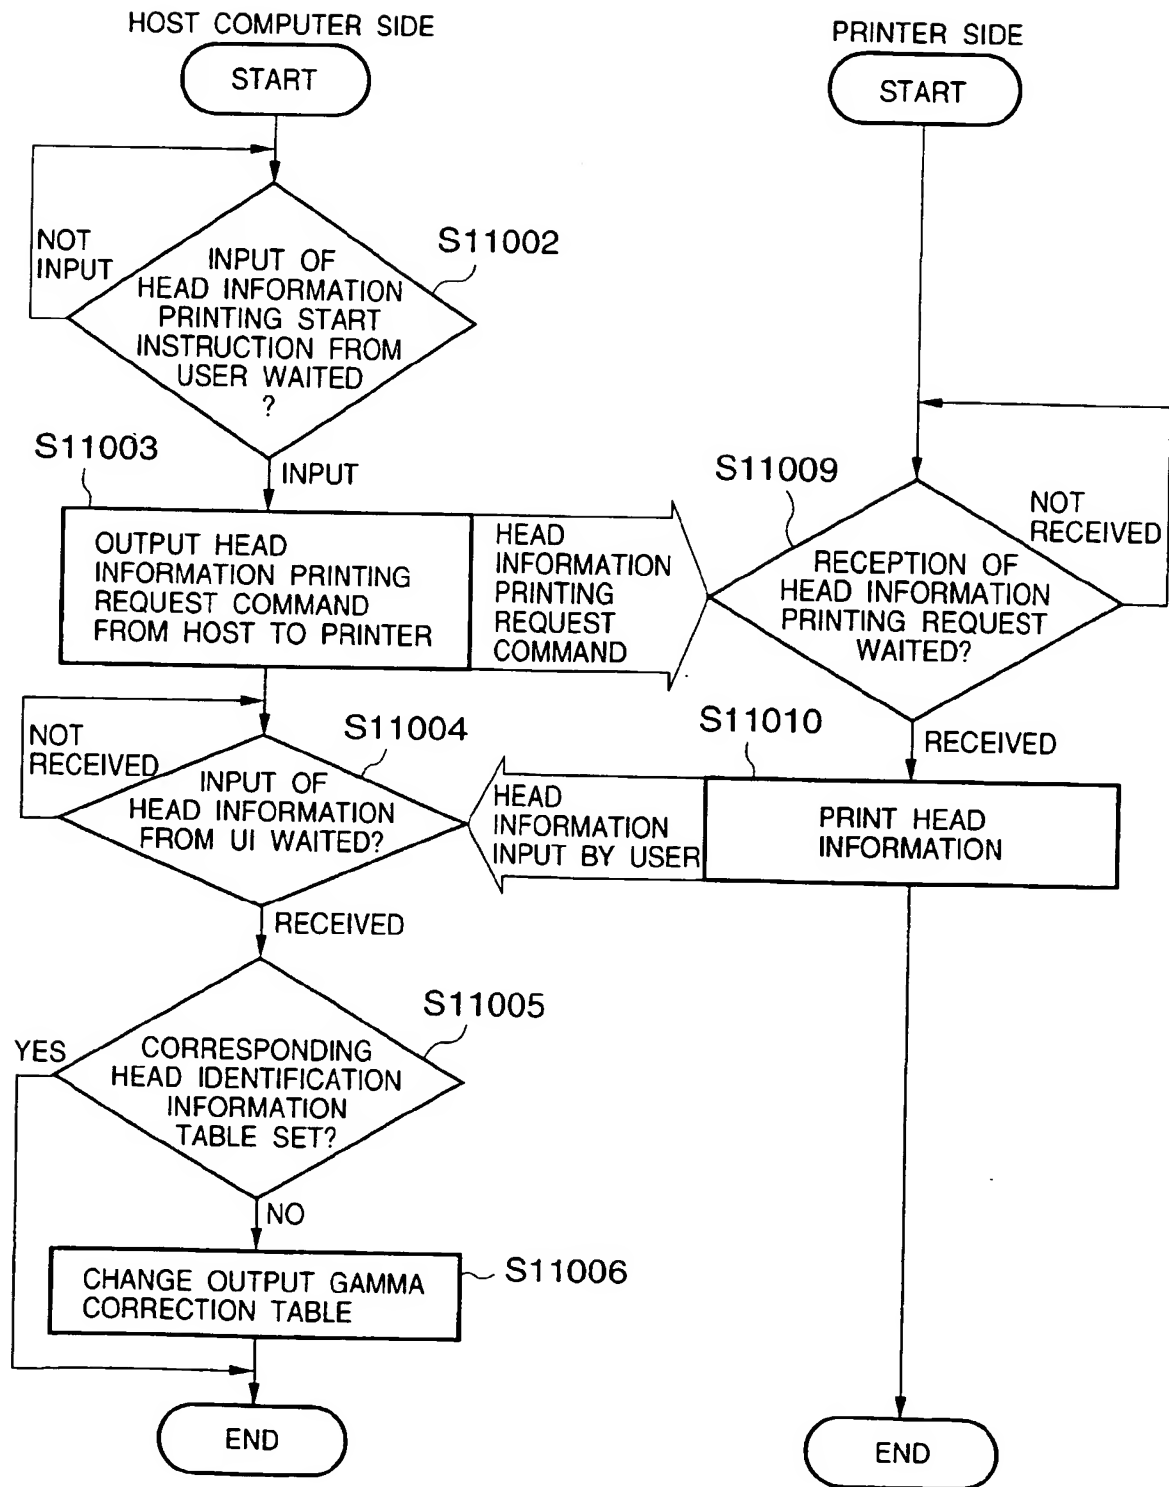 HOST COMPUTER SIDE
START
NOT
INPUT
S11002
INPUT OF
HEAD INFORMATION
PRINTING START
INSTRUCTION FROM
USER WAITED
?
S11003
INPUT
OUTPUT HEAD
INFORMATION PRINTING
REQUEST COMMAND
FROM HOST TO PRINTER
HEAD
INFORMATION
PRINTING
REQUEST
COMMAND
NOT
RECEIVED
S11004
INPUT OF
HEAD INFORMATION
FROM UI WAITED?
HEAD
INFORMATION
INPUT BY USER
RECEIVED
S11005
YES
CORRESPONDING
HEAD IDENTIFICATION
INFORMATION
TABLE SET?
NO
CHANGE OUTPUT GAMMA
CORRECTION TABLE
S11006
END
PRINTER SIDE
START
S11009
NOT
RECEIVED
RECEPTION OF
HEAD INFORMATION
PRINTING REQUEST
WAITED?
S11010
RECEIVED
PRINT HEAD
INFORMATION
END